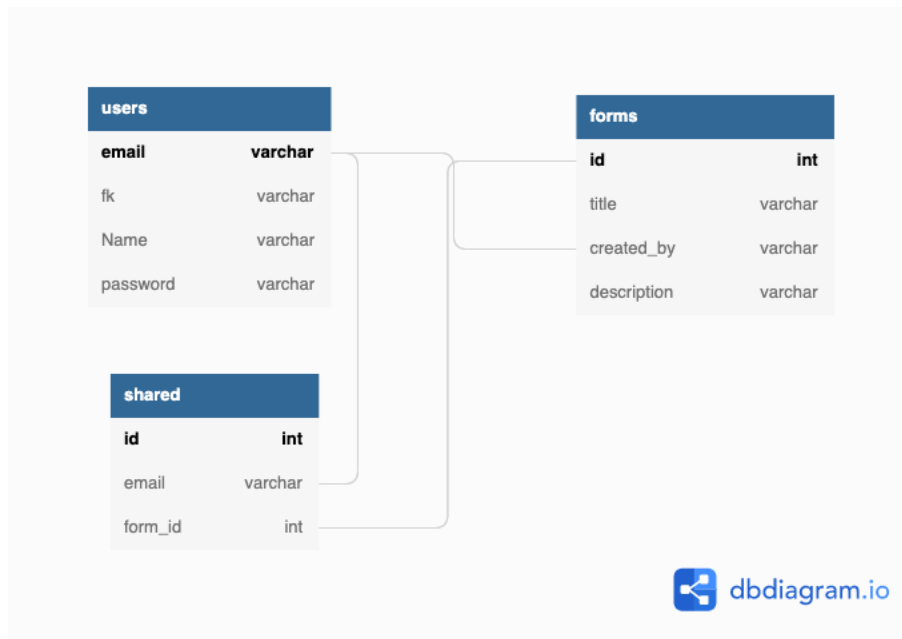 users
email varchar
fk varchar
Name varchar
password varchar
forms
id int
title varchar
created_by varchar
description varchar
shared
id int
email varchar
form_id int
dbdiagram.io